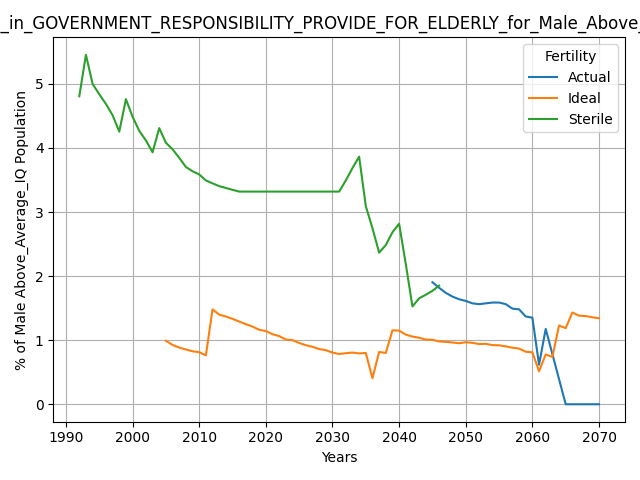 _in_GOVERNMENT_RESPONSIBILITY_PROVIDE_FOR_ELDERLY_for_Male_Above_
% of Male Above_Average_IQ Population
5
4
3
2
1
0
Fertility
Actual
Ideal
Sterile
1990 2000 2010 2020 2030 2040 2050 2060 2070
Years